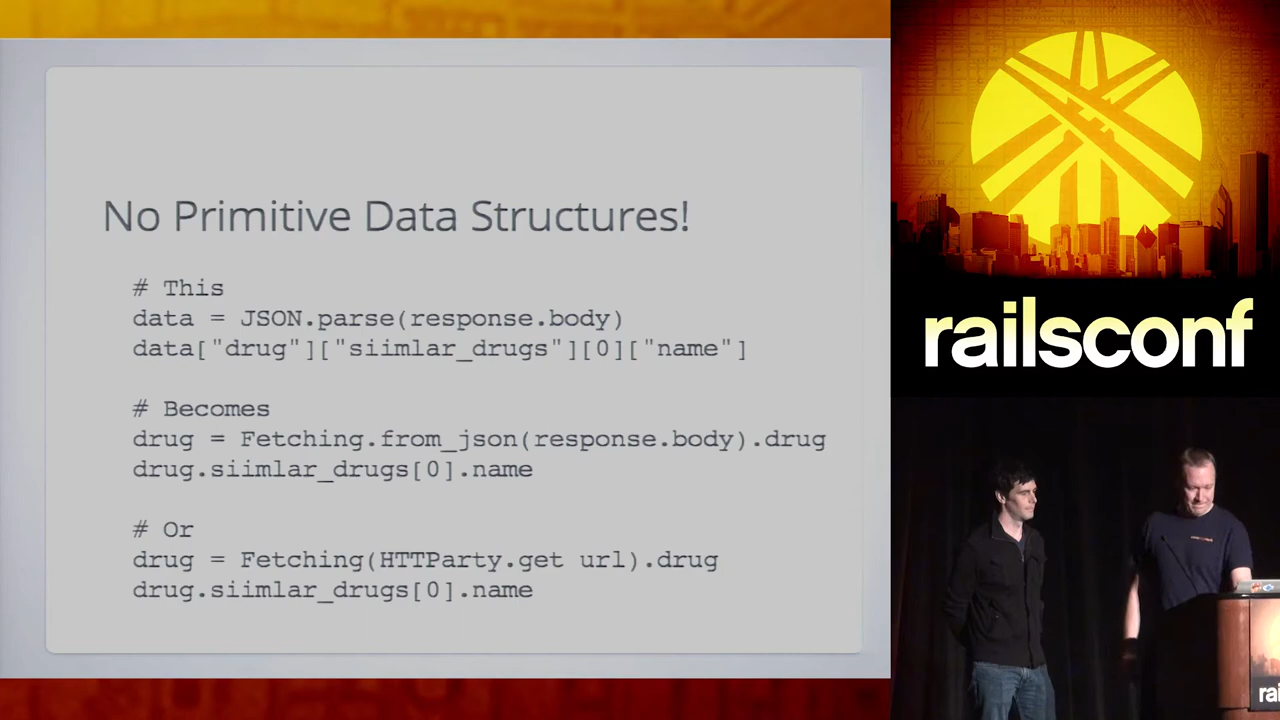 No Primitive Data Structures!
# This
data = JSON.parse(response.body)
data["drug"]["siimlar_drugs"][0]["name"]
# Becomes
drug = Fetching.from_json(response.body).drug
drug.siimlar_drugs[0].name
# Or
drug = Fetching(HTTParty.get url).drug
drug.siimlar_drugs[0].name
railsconf
rai